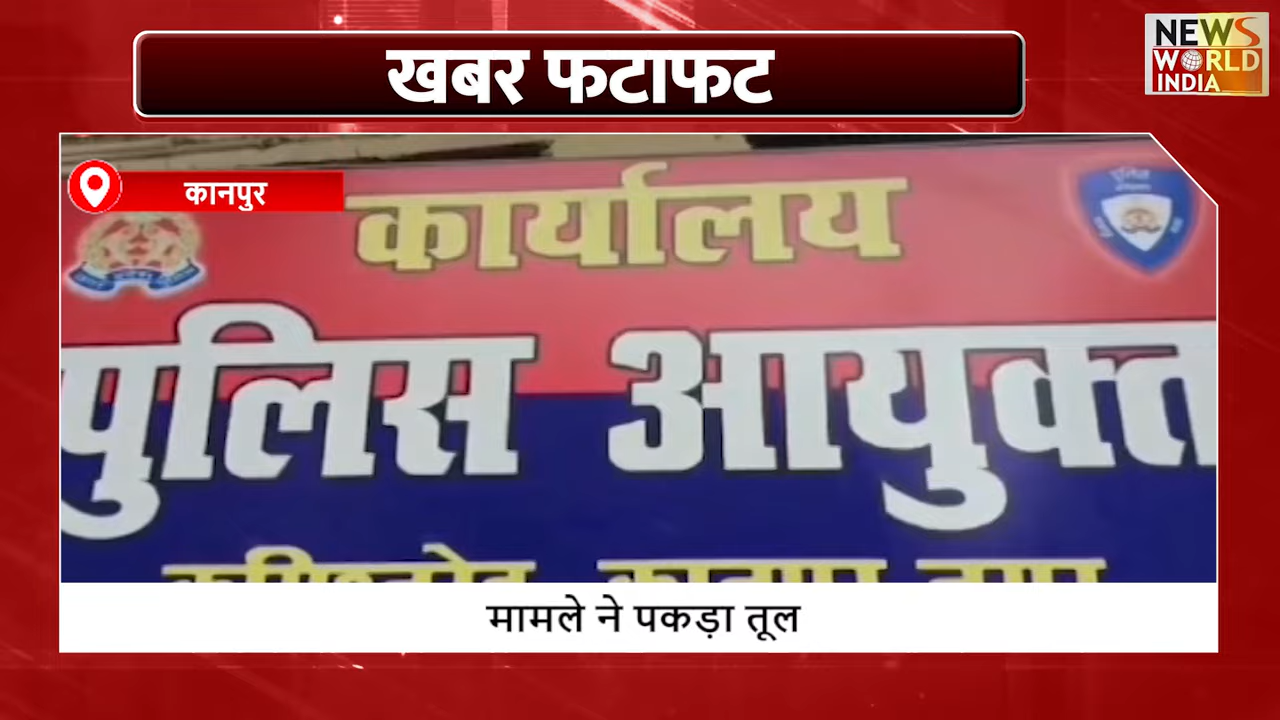 खबर फटाफट
NEWS
WORLD
INDIA
कानपुर
कार्यालय
पुलिस आयुक्त
मामले ने पकड़ा तूल